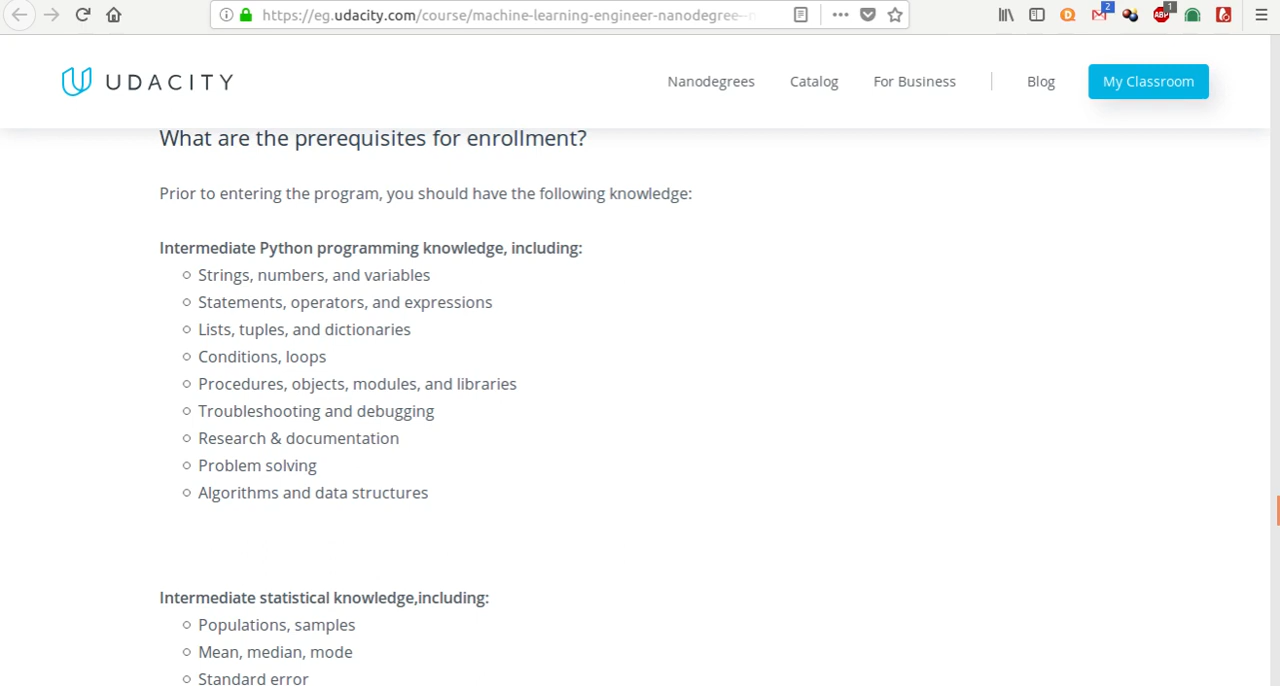 https://eg.udacity.com/course/machine-learning-engineer-nanodegree--
2
ABP
1
UDACITY
Nanodegrees
Catalog
For Business
Blog
My Classroom
What are the prerequisites for enrollment?
Prior to entering the program, you should have the following knowledge:
Intermediate Python programming knowledge, including:
Strings, numbers, and variables
Statements, operators, and expressions
Lists, tuples, and dictionaries
Conditions, loops
Procedures, objects, modules, and libraries
Troubleshooting and debugging
Research & documentation
Problem solving
Algorithms and data structures
Intermediate statistical knowledge,including:
Populations, samples
Mean, median, mode
Standard error